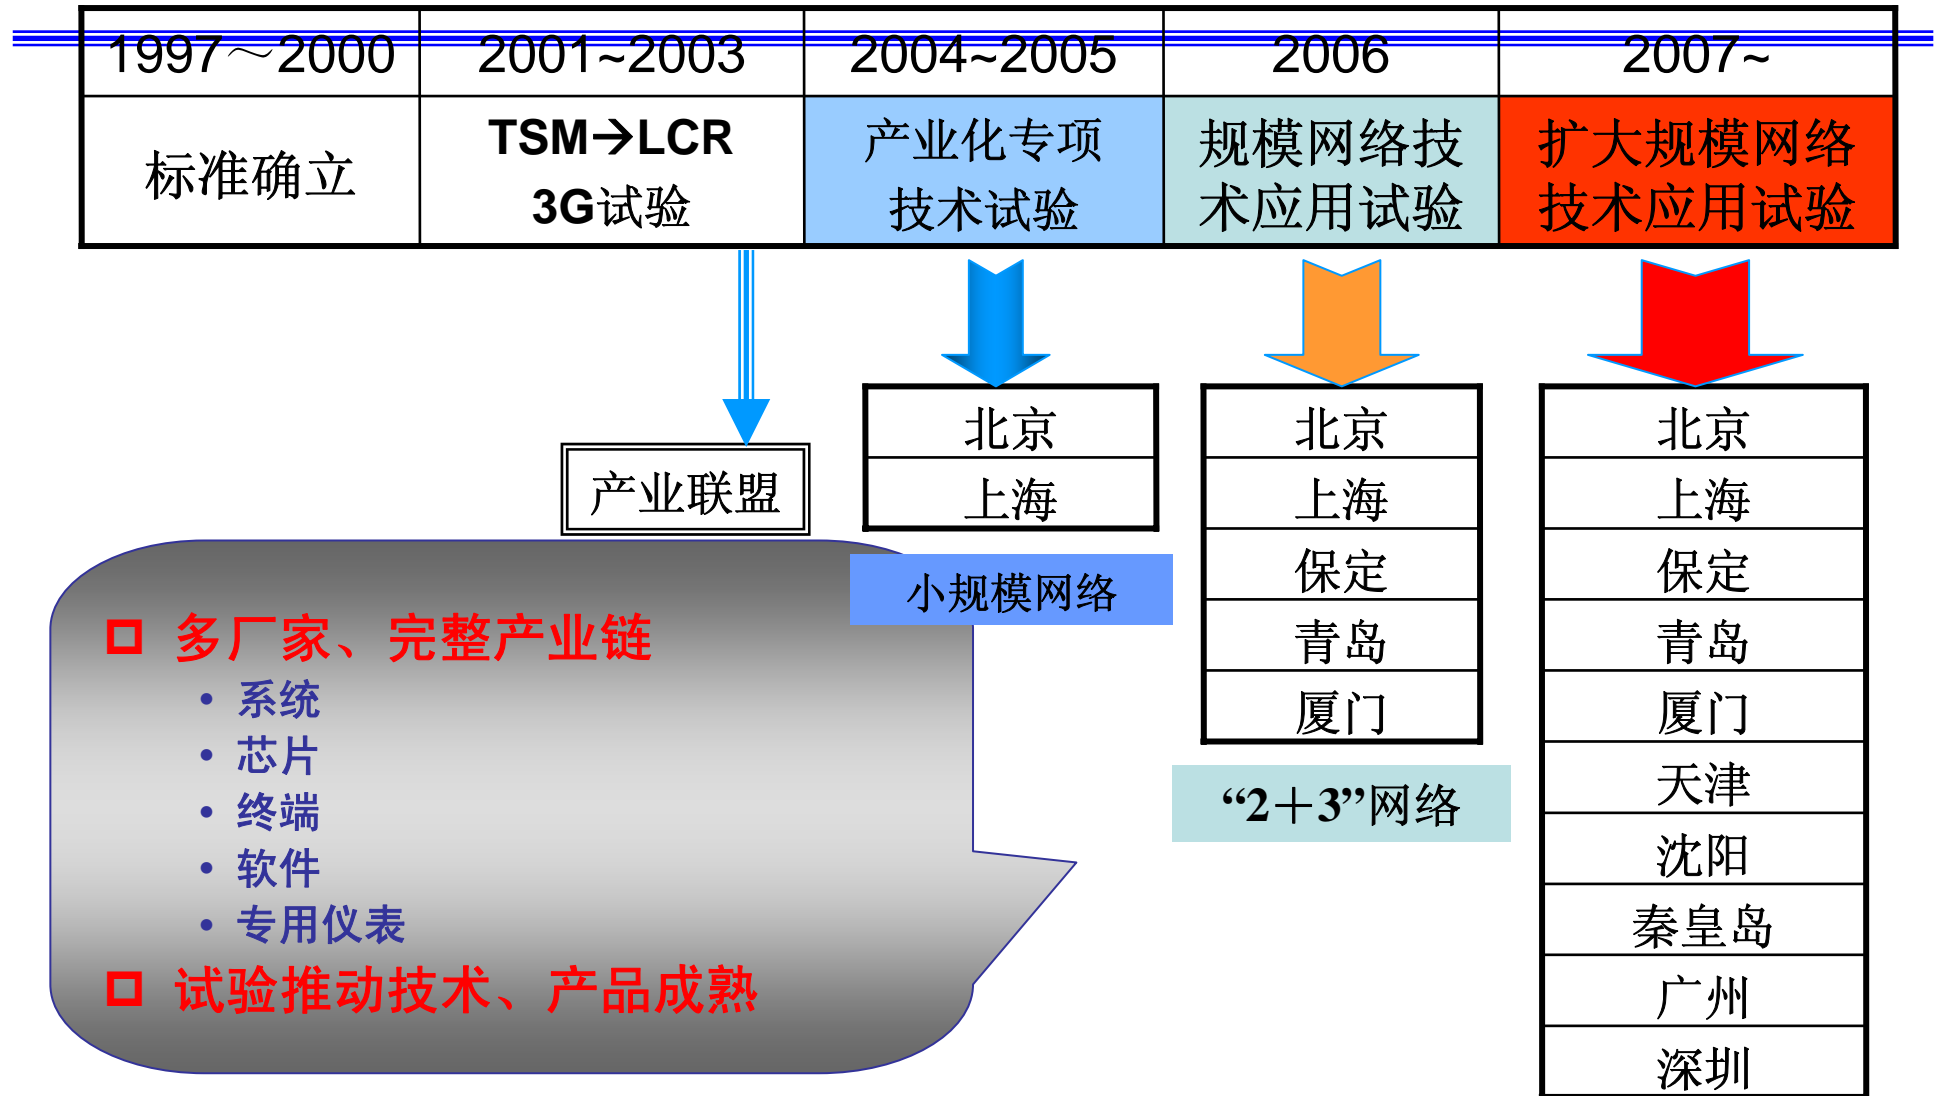 1997～2000
2001~2003
2004~2005
2006
2007~
标准确立
TSM→LCR
3G试验
产业化专项
技术试验
规模网络技
术应用试验
扩大规模网络
技术应用试验
产业联盟
北京
上海
小规模网络
北京
上海
保定
青岛
厦门
“2＋3”网络
北京
上海
保定
青岛
厦门
天津
沈阳
秦皇岛
广州
深圳
多厂家、完整产业链
• 系统
• 芯片
• 终端
• 软件
• 专用仪表
试验推动技术、产品成熟